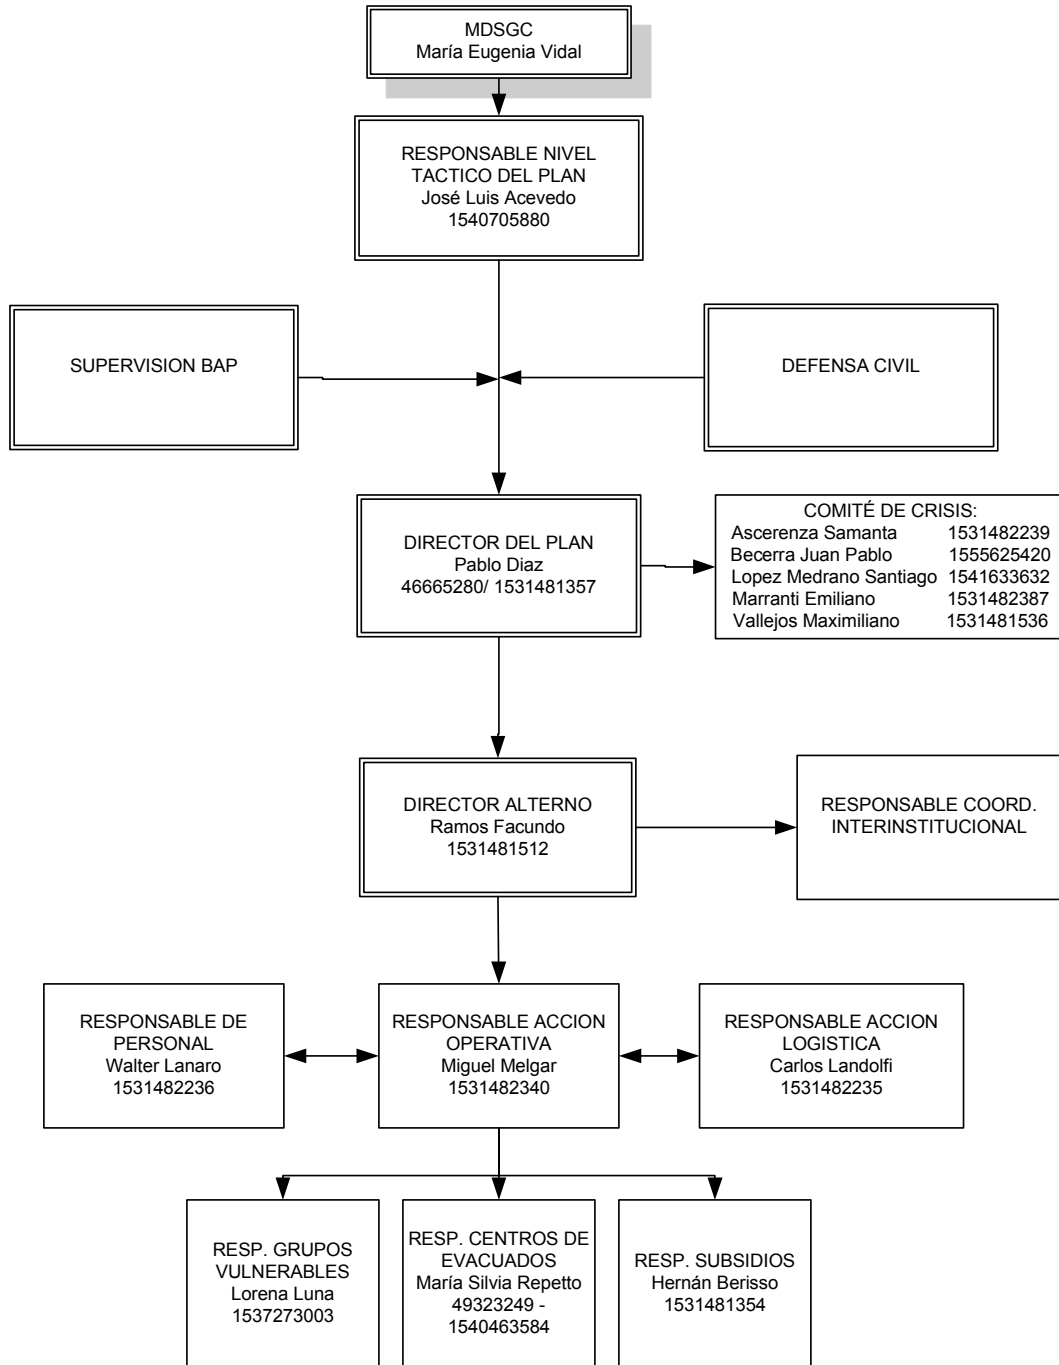 MDSGC
María Eugenia Vidal
RESPONSABLE NIVEL
TACTICO DEL PLAN
José Luis Acevedo
1540705880
SUPERVISION BAP
DEFENSA CIVIL
DIRECTOR DEL PLAN
Pablo Diaz
46665280/ 1531481357
COMITÉ DE CRISIS:
Ascerenza Samanta 1531482239
Becerra Juan Pablo 1555625420
Lopez Medrano Santiago 1541633632
Marranti Emiliano 1531482387
Vallejos Maximiliano 1531481536
DIRECTOR ALTERNO
Ramos Facundo
1531481512
RESPONSABLE COORD.
INTERINSTITUCIONAL
RESPONSABLE DE
PERSONAL
Walter Lanaro
1531482236
RESPONSABLE ACCION
OPERATIVA
Miguel Melgar
1531482340
RESPONSABLE ACCION
LOGISTICA
Carlos Landolfi
1531482235
RESP. GRUPOS
VULNERABLES
Lorena Luna
1537273003
RESP. CENTROS DE
EVACUADOS
María Silvia Repetto
49323249 -
1540463584
RESP. SUBSIDIOS
Hernán Berisso
1531481354